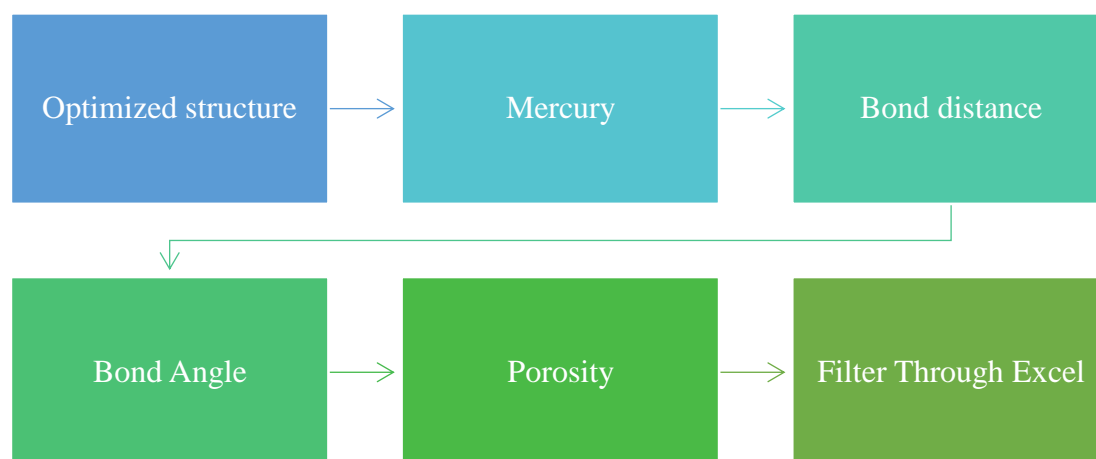 Optimized structure
Mercury
Bond distance
Bond Angle
Porosity
Filter Through Excel